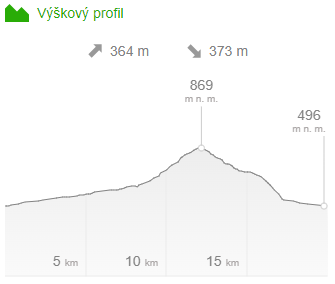 Výškový profil
364 m 373 m
869
m n. m.
496
m n. m.
5 km 10 km 15 km